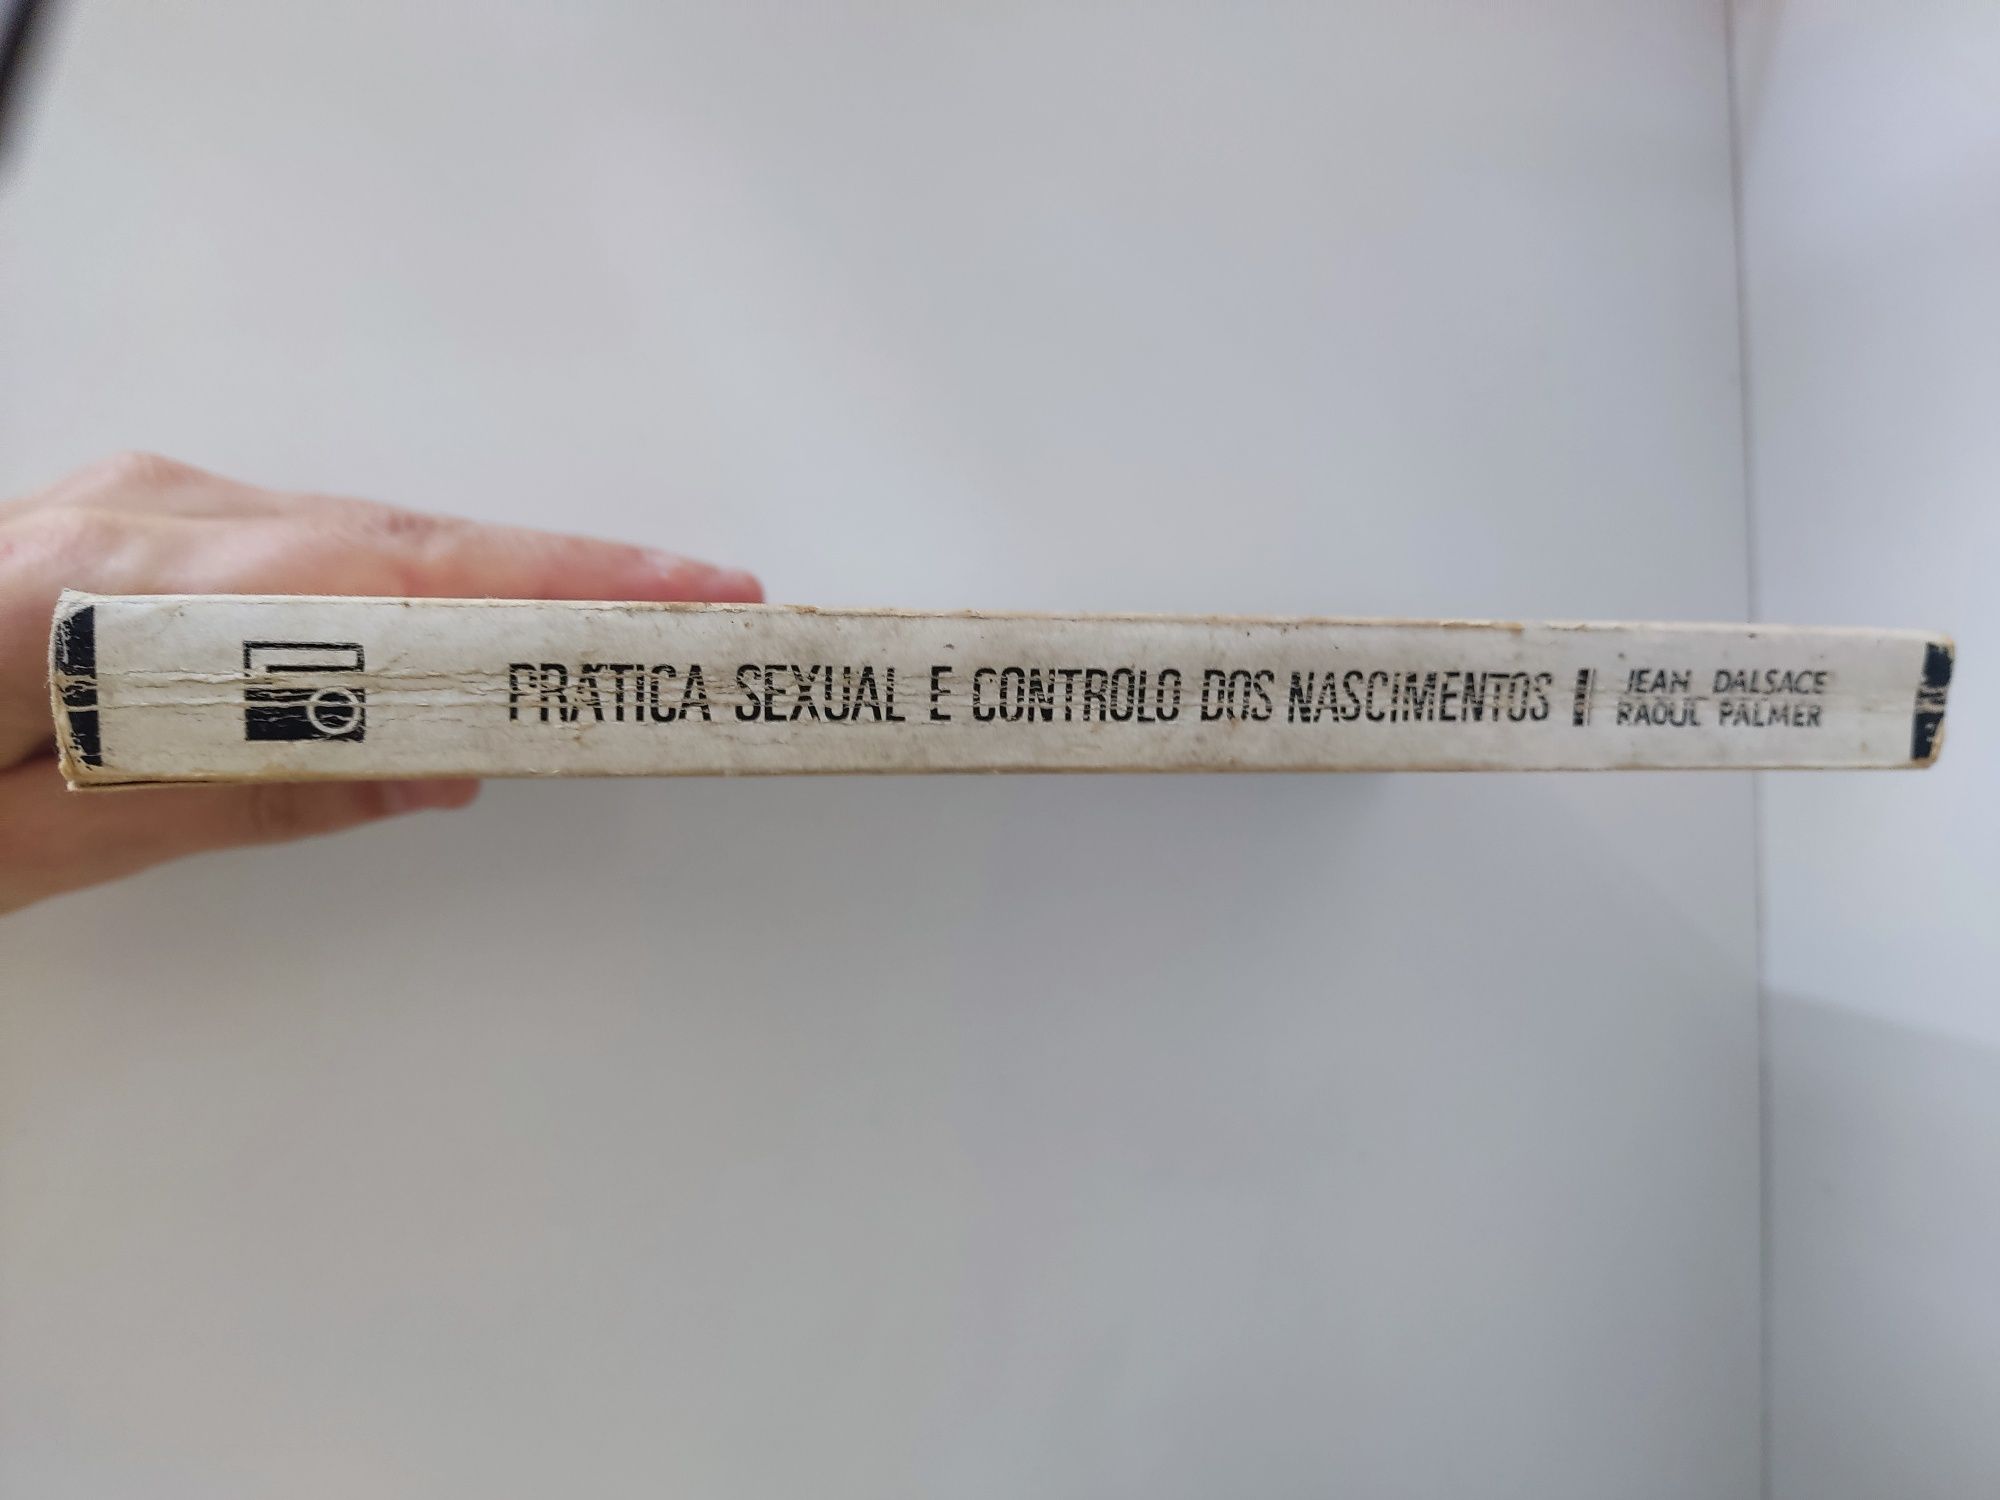 PRÁTICA SEXUAL E CONTROLO DOS NASCIMENTOS
JEAN DALSACE
RAOUL PALMER